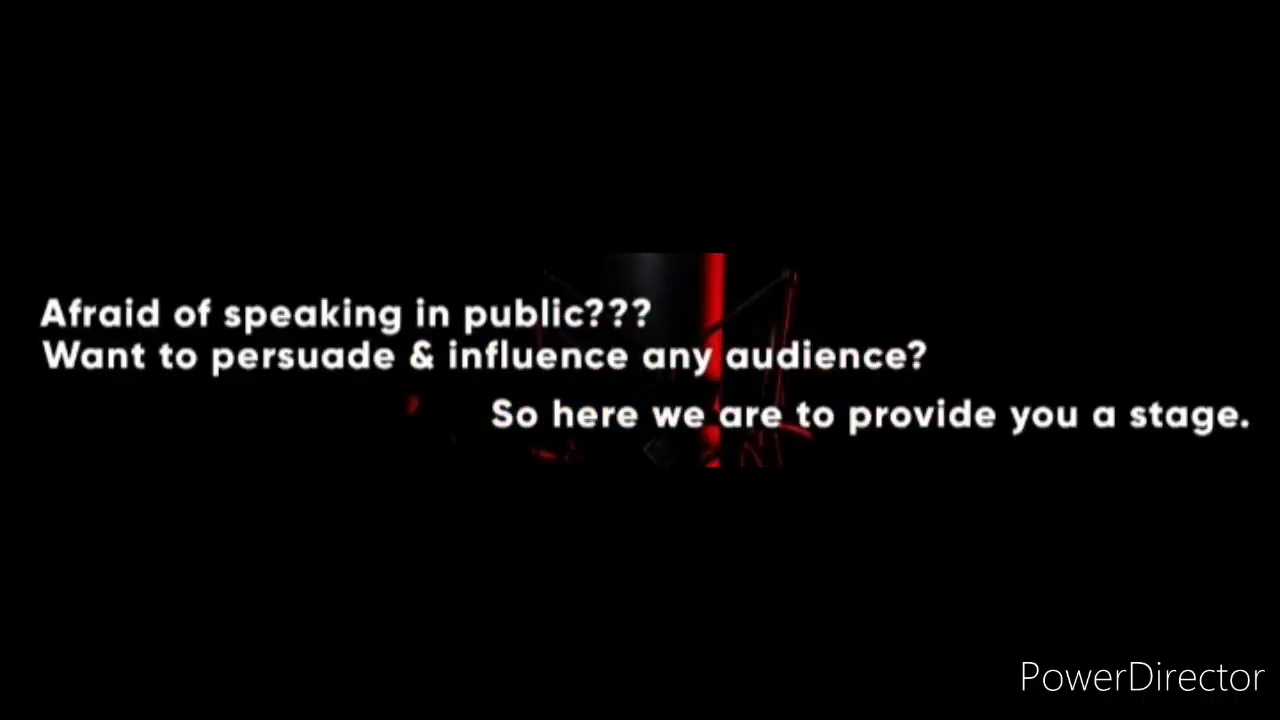 Afraid of speaking in public???
Want to persuade & influence any audience?
So here we are to provide you a stage.
PowerDirector